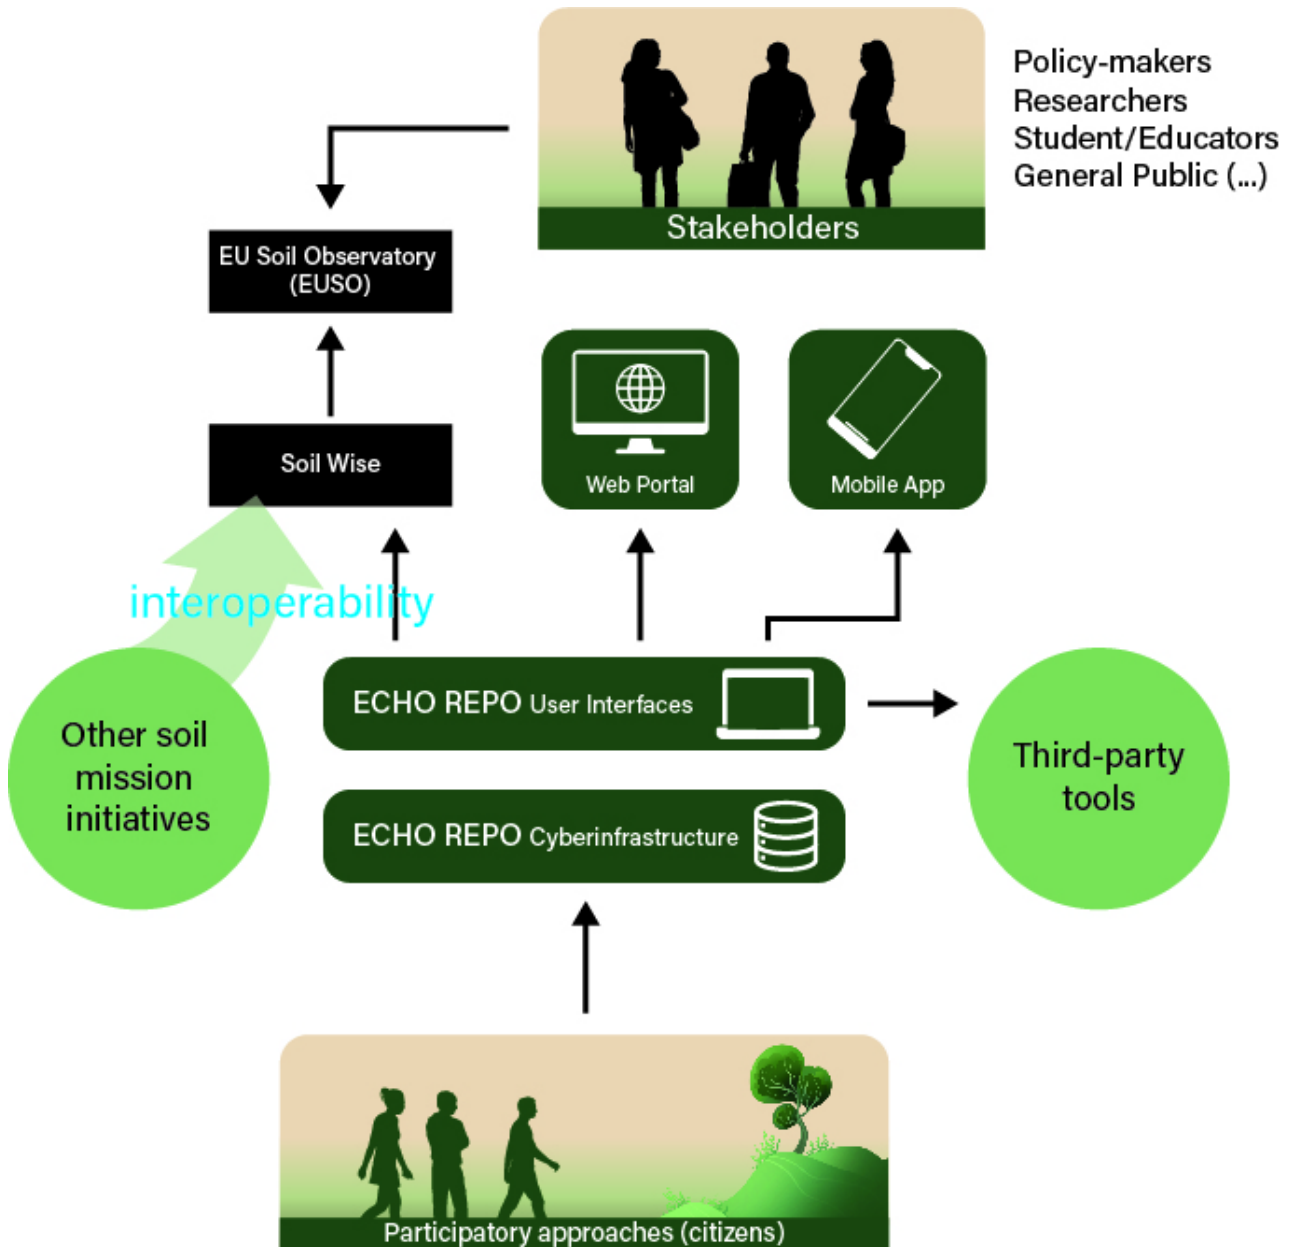 Policy-makers
Researchers
Student/Educators
General Public (...)
Stakeholders
EU Soil Observatory
(EUSO)
Soil Wise
Web Portal
Mobile App
interoperability
ECHO REPO User Interfaces
Other soil
mission
initiatives
Third-party
tools
ECHO REPO Cyberinfrastructure
Participatory approaches (citizens)